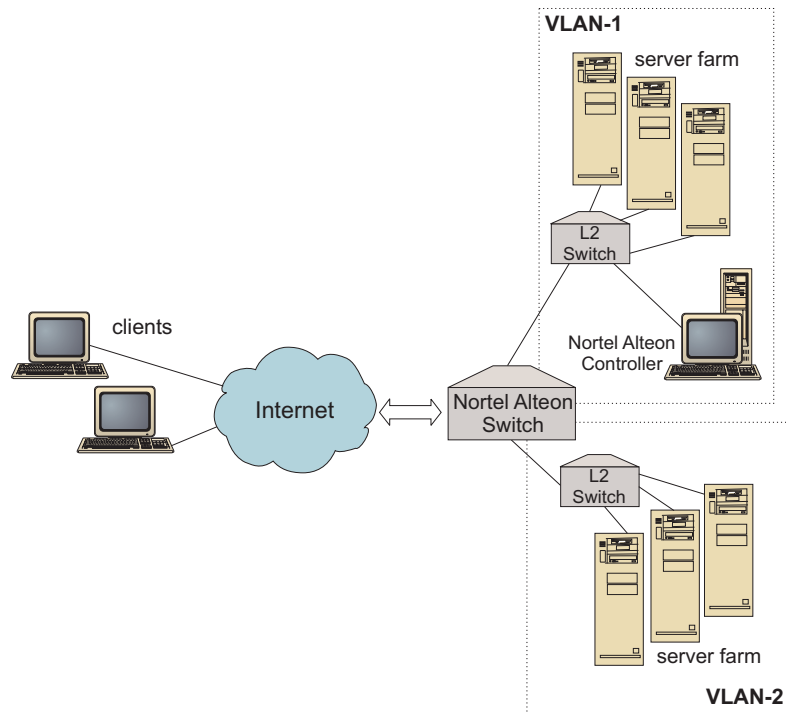 VLAN-1
server farm
L2
Switch
clients
Nortel Alteon
Controller
Internet
Nortel Alteon
Switch
L2
Switch
server farm
VLAN-2